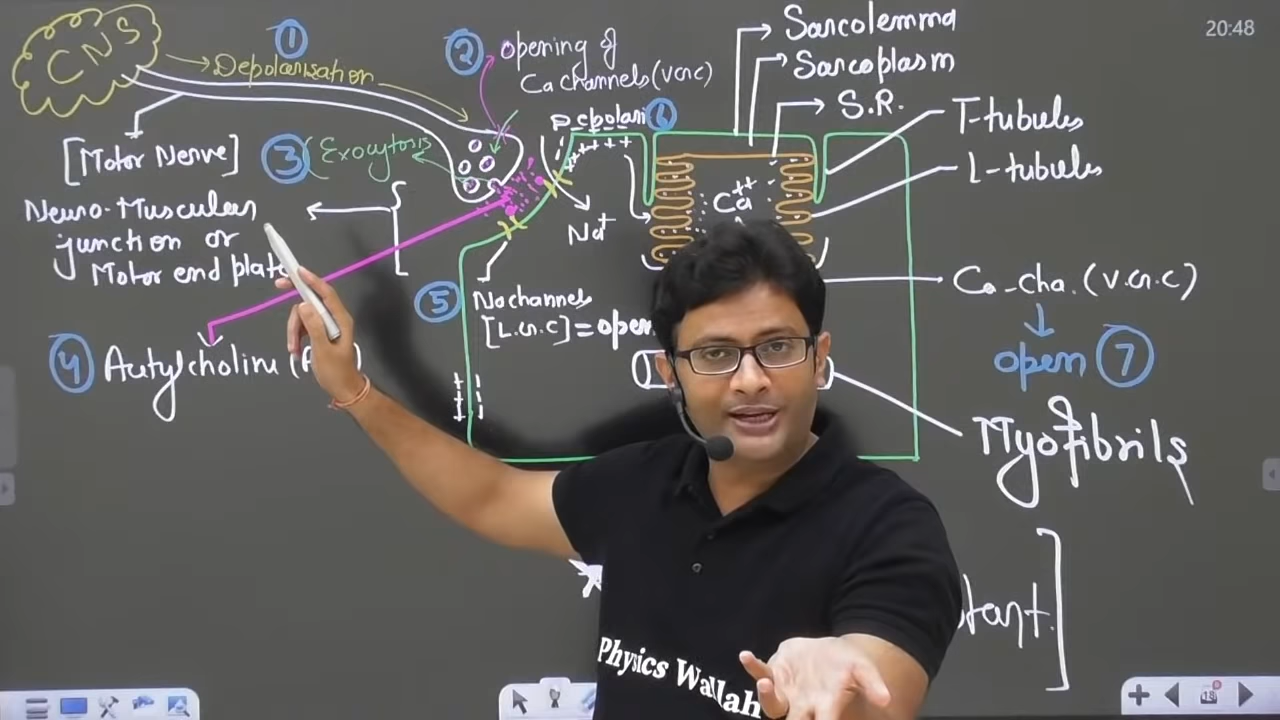 20:48
CNS
1
Depolarisation
2
opening of
Ca channels (VGC)
Sarcolemma
Sarcoplasm
S.R.
T-tubules
L-tubules
[Motor Nerve]
3
Exocytosis
6
Ca++
Na+
Neuro-Muscular
junction or
Motor end plate
5
Na channels
[L.G.C] = open
Ca-cha. (V.G.C)
open 7
4
Myofibrils
Physics Wallah
18